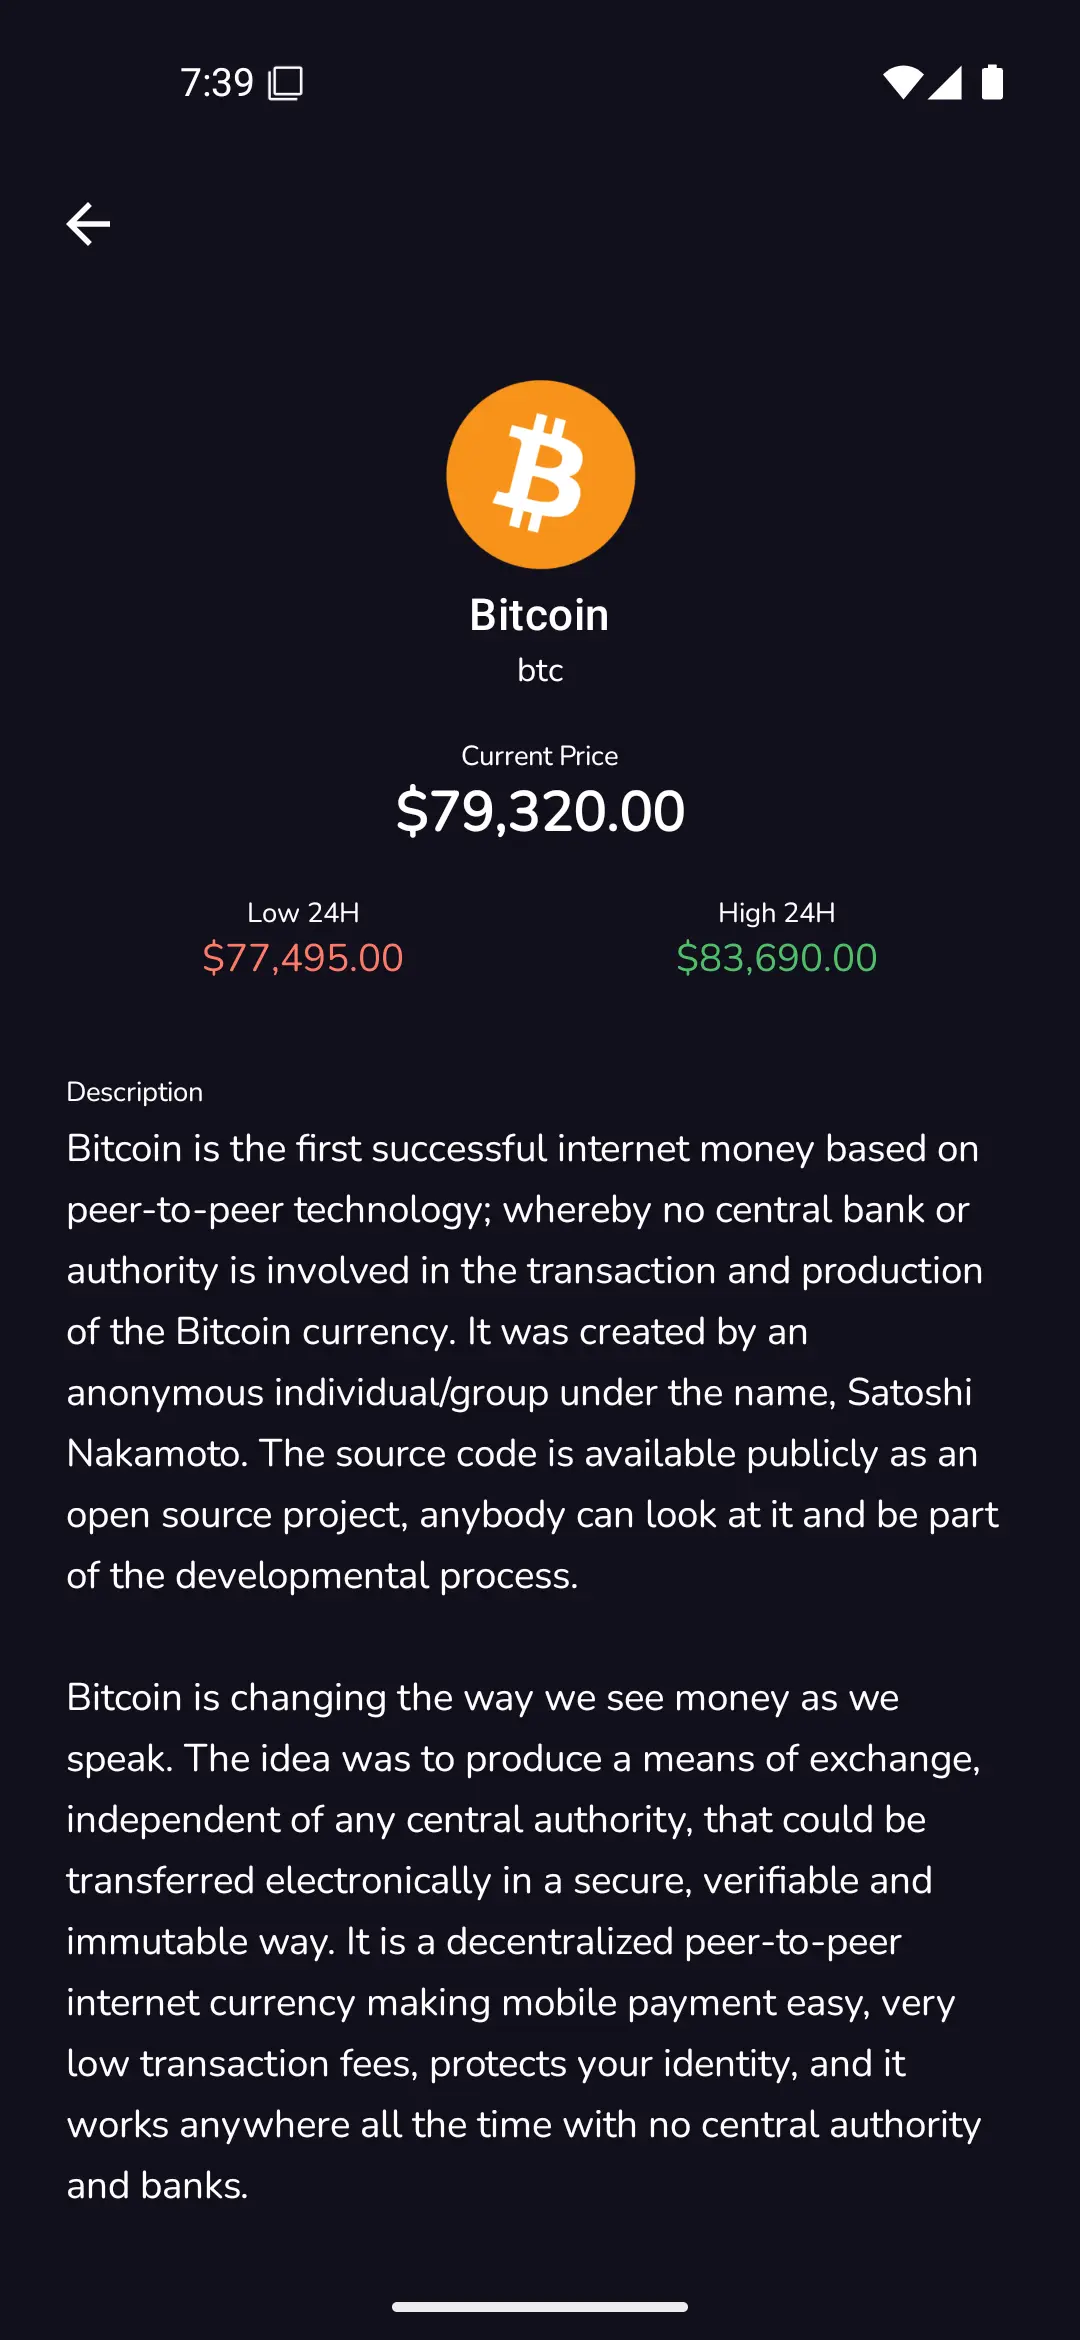 7:39
Bitcoin
btc
Current Price
$79,320.00
Low 24H
High 24H
$77,495.00
$83,690.00
Description
Bitcoin is the first successful internet money based on
peer-to-peer technology; whereby no central bank or
authority is involved in the transaction and production
of the Bitcoin currency. It was created by an
anonymous individual/group under the name, Satoshi
Nakamoto. The source code is available publicly as an
open source project, anybody can look at it and be part
of the developmental process.
Bitcoin is changing the way we see money as we
speak. The idea was to produce a means of exchange,
independent of any central authority, that could be
transferred electronically in a secure, verifiable and
immutable way. It is a decentralized peer-to-peer
internet currency making mobile payment easy, very
low transaction fees, protects your identity, and it
works anywhere all the time with no central authority
and banks.